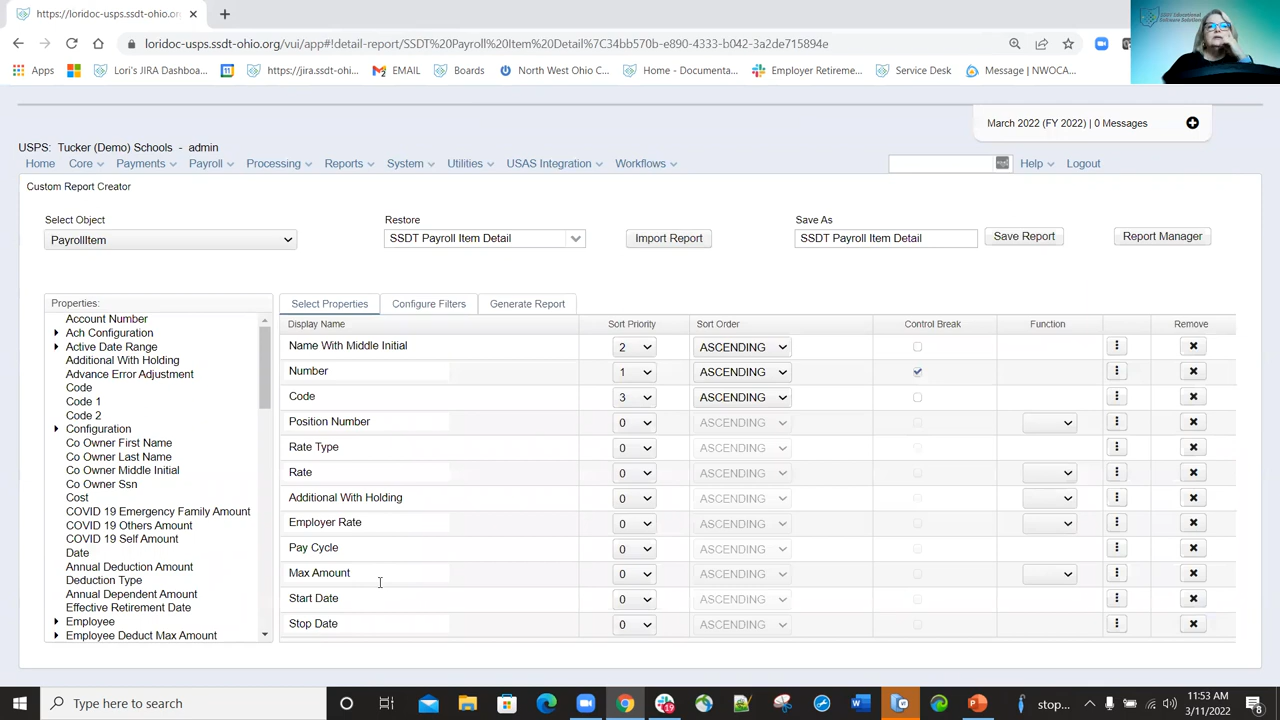 https://loridoc-usps.ssdt-ohio.org
loridoc-usps.ssdt-ohio.org/vui/app#!detail-report/SSDT%20Payroll%20Item%20Detail%7C34bb570b-e890-4333-b042-3a2de715894e
Apps Lori's JIRA Dashboa... https://jira.ssdt-ohi... EMAIL Boards North West Ohio C... Home - Documenta... Employer Retireme... Service Desk Message | NWOCA...
March 2022 (FY 2022) | 0 Messages
USPS: Tucker (Demo) Schools - admin
Home Core Payments Payroll Processing Reports System Utilities USAS Integration Workflows Help Logout
Custom Report Creator
Select Object Restore Save As
PayrollItem SSDT Payroll Item Detail Import Report SSDT Payroll Item Detail Save Report Report Manager
Properties: Select Properties Configure Filters Generate Report
Account Number
Ach Configuration
Active Date Range
Additional With Holding
Advance Error Adjustment
Code
Code 1
Code 2
Configuration
Co Owner First Name
Co Owner Last Name
Co Owner Middle Initial
Co Owner Ssn
Cost
COVID 19 Emergency Family Amount
COVID 19 Others Amount
COVID 19 Self Amount
Date
Annual Deduction Amount
Deduction Type
Annual Dependent Amount
Effective Retirement Date
Employee
Employee Deduct Max Amount
Display Name Sort Priority Sort Order Control Break Function Remove
Name With Middle Initial 2 ASCENDING
Number 1 ASCENDING
Code 3 ASCENDING
Position Number 0 ASCENDING
Rate Type 0 ASCENDING
Rate 0 ASCENDING
Additional With Holding 0 ASCENDING
Employer Rate 0 ASCENDING
Pay Cycle 0 ASCENDING
Max Amount 0 ASCENDING
Start Date 0 ASCENDING
Stop Date 0 ASCENDING
Type here to search
stop...
11:53 AM
3/11/2022